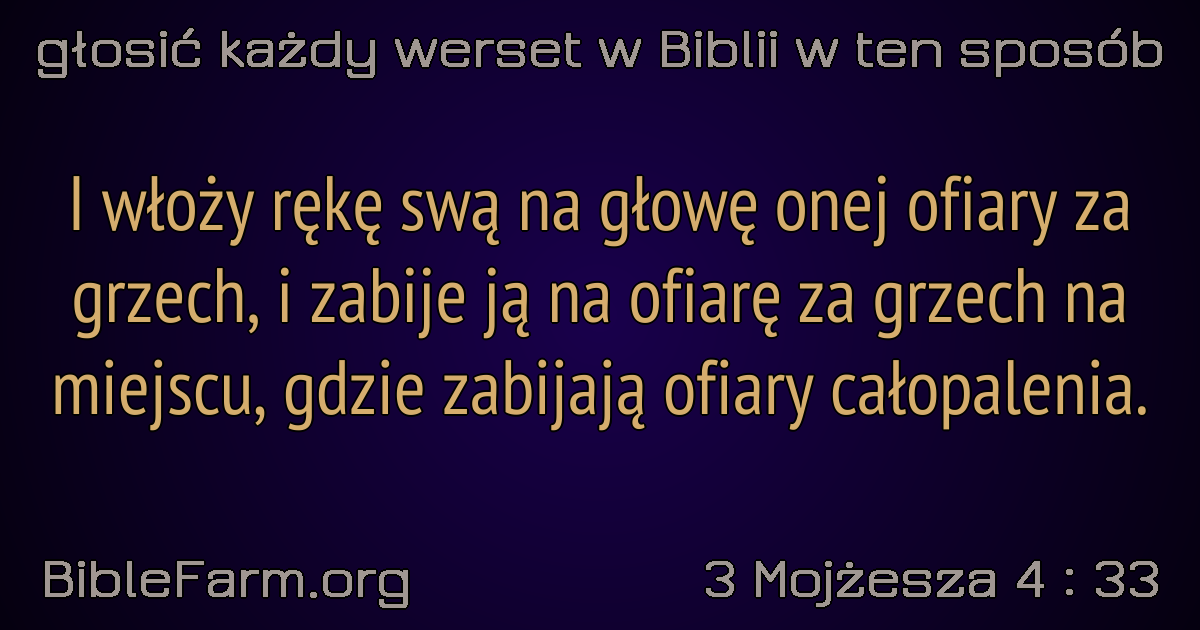 głosić każdy werset w Biblii w ten sposób
I włoży rękę swą na głowę onej ofiary za
grzech, i zabije ją na ofiarę za grzech na
miejscu, gdzie zabijają ofiary całopalenia.
BibleFarm.org
3 Mojżesza 4 : 33